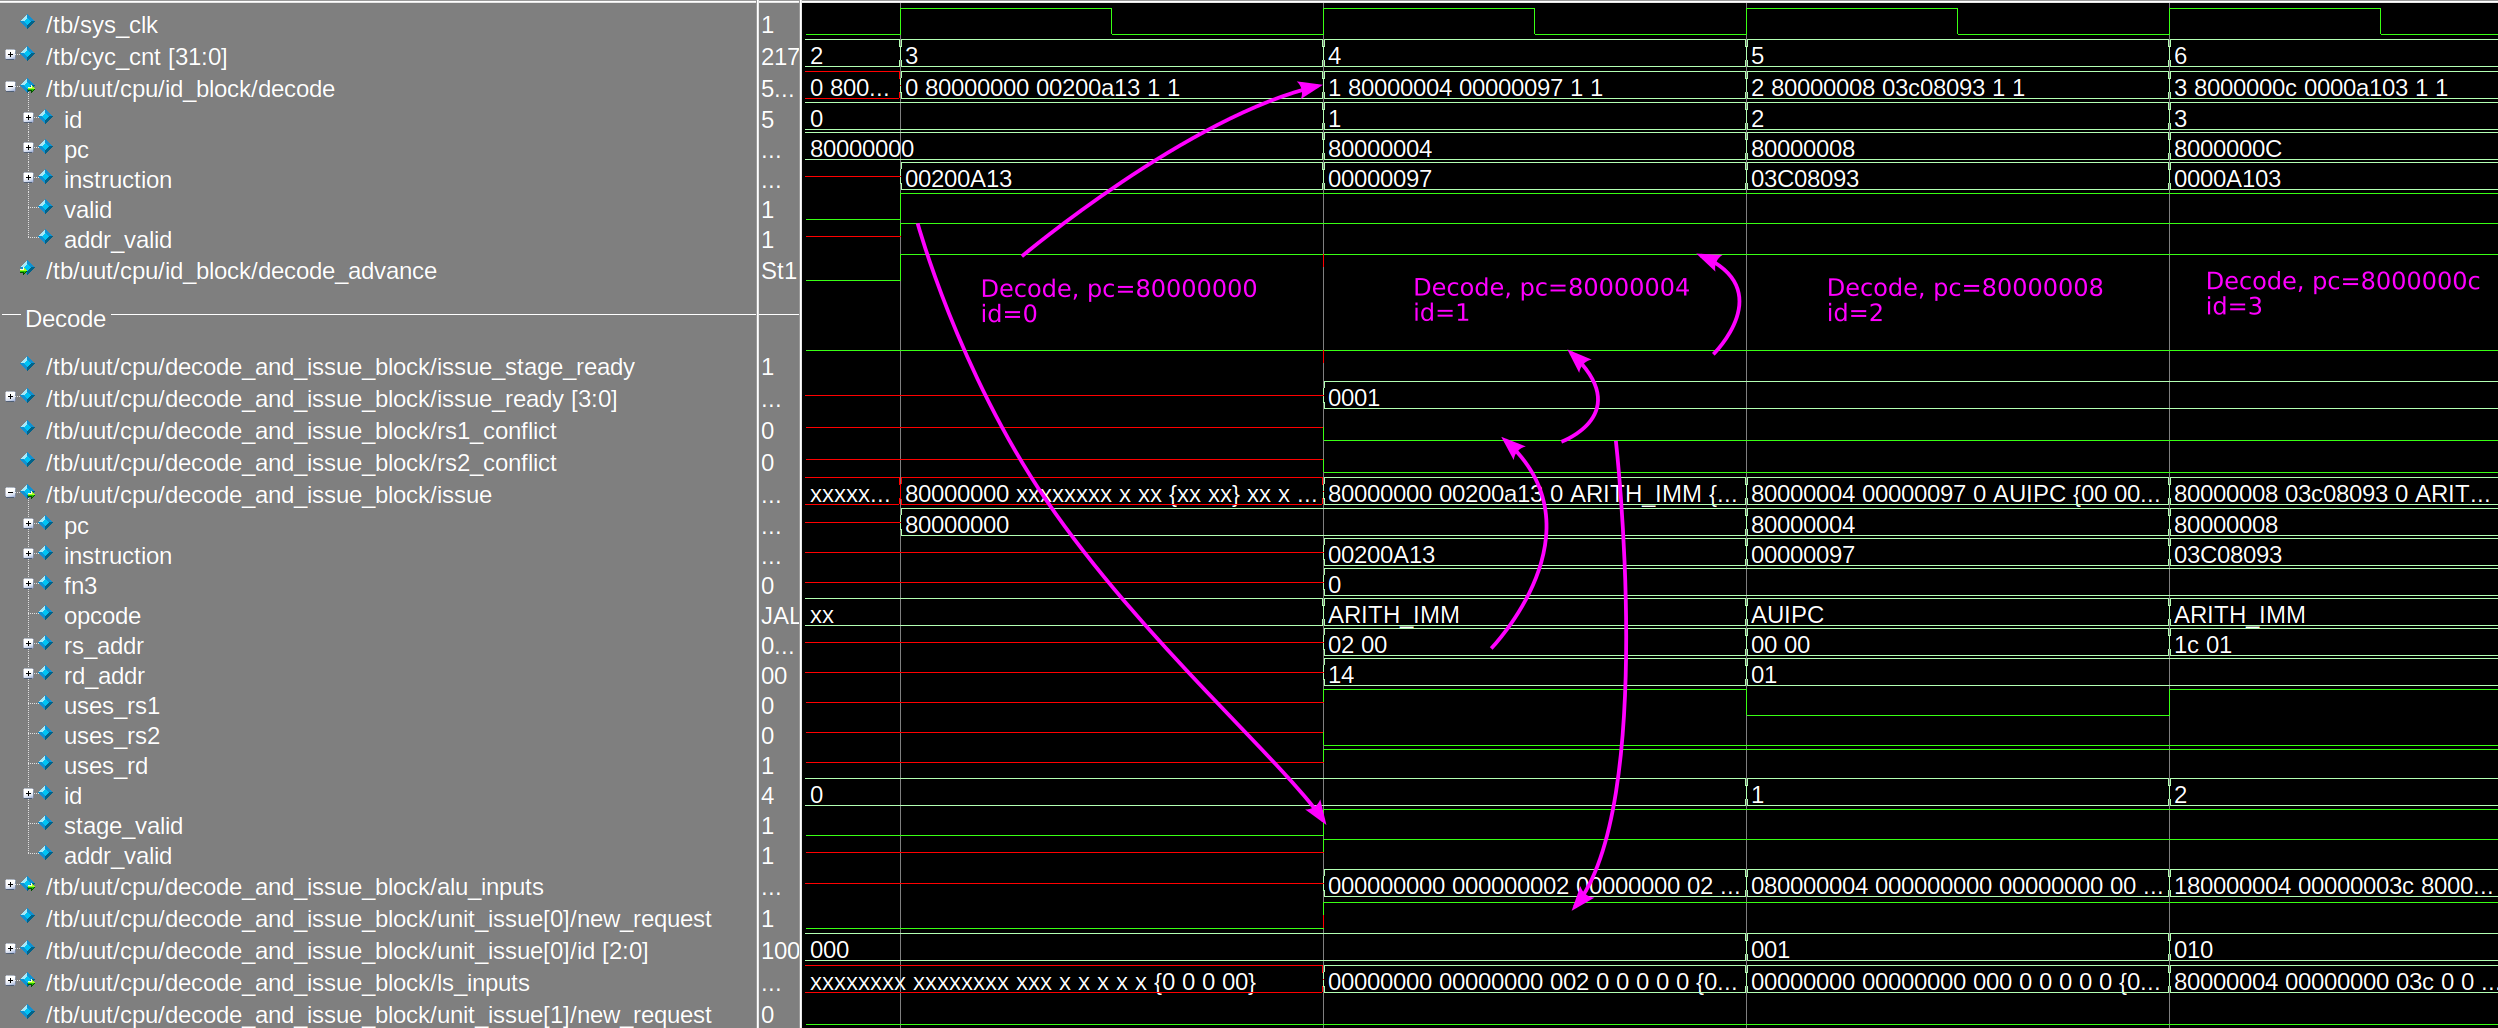 /tb/sys_clk 1
/tb/cyc_cnt [31:0] 217 2 3 4 5 6
/tb/uut/cpu/id_block/decode 5... 0 800... 0 80000000 00200a13 1 1 1 80000004 00000097 1 1 2 80000008 03c08093 1 1 3 8000000c 0000a103 1 1
id 5 0 1 2 3
pc ... 80000000 80000004 80000008 8000000C
instruction ... 00200A13 00000097 03C08093 0000A103
valid 1
addr_valid 1
/tb/uut/cpu/id_block/decode_advance St1
Decode, pc=80000000 Decode, pc=80000004 Decode, pc=80000008 Decode, pc=8000000c
id=0 id=1 id=2 id=3
Decode
/tb/uut/cpu/decode_and_issue_block/issue_stage_ready 1
/tb/uut/cpu/decode_and_issue_block/issue_ready [3:0] ... 0001
/tb/uut/cpu/decode_and_issue_block/rs1_conflict 0
/tb/uut/cpu/decode_and_issue_block/rs2_conflict 0
/tb/uut/cpu/decode_and_issue_block/issue ... xxxxx... 80000000 xxxxxxxx x xx {xx xx} xx x ... 80000000 00200a13 0 ARITH_IMM {... 80000004 00000097 0 AUIPC {00 00... 80000008 03c08093 0 ARIT...
pc ... 80000000 80000004 80000008
instruction ... 00200A13 00000097 03C08093
fn3 0 0
opcode JAL xx ARITH_IMM AUIPC ARITH_IMM
rs_addr 0... 02 00 00 00 1c 01
rd_addr 00 14 01
uses_rs1 0
uses_rs2 0
uses_rd 1
id 4 0 1 2
stage_valid 1
addr_valid 1
/tb/uut/cpu/decode_and_issue_block/alu_inputs ... 000000000 000000002 00000000 02 ... 080000004 000000000 00000000 00 ... 180000004 00000003c 8000...
/tb/uut/cpu/decode_and_issue_block/unit_issue[0]/new_request 1
/tb/uut/cpu/decode_and_issue_block/unit_issue[0]/id [2:0] 100 000 001 010
/tb/uut/cpu/decode_and_issue_block/ls_inputs ... xxxxxxxx xxxxxxxx xxx x x x x x {0 0 0 00} 00000000 00000000 002 0 0 0 0 0 {0... 00000000 00000000 000 0 0 0 0 0 {0... 80000004 00000000 03c 0 0 ...
/tb/uut/cpu/decode_and_issue_block/unit_issue[1]/new_request 0